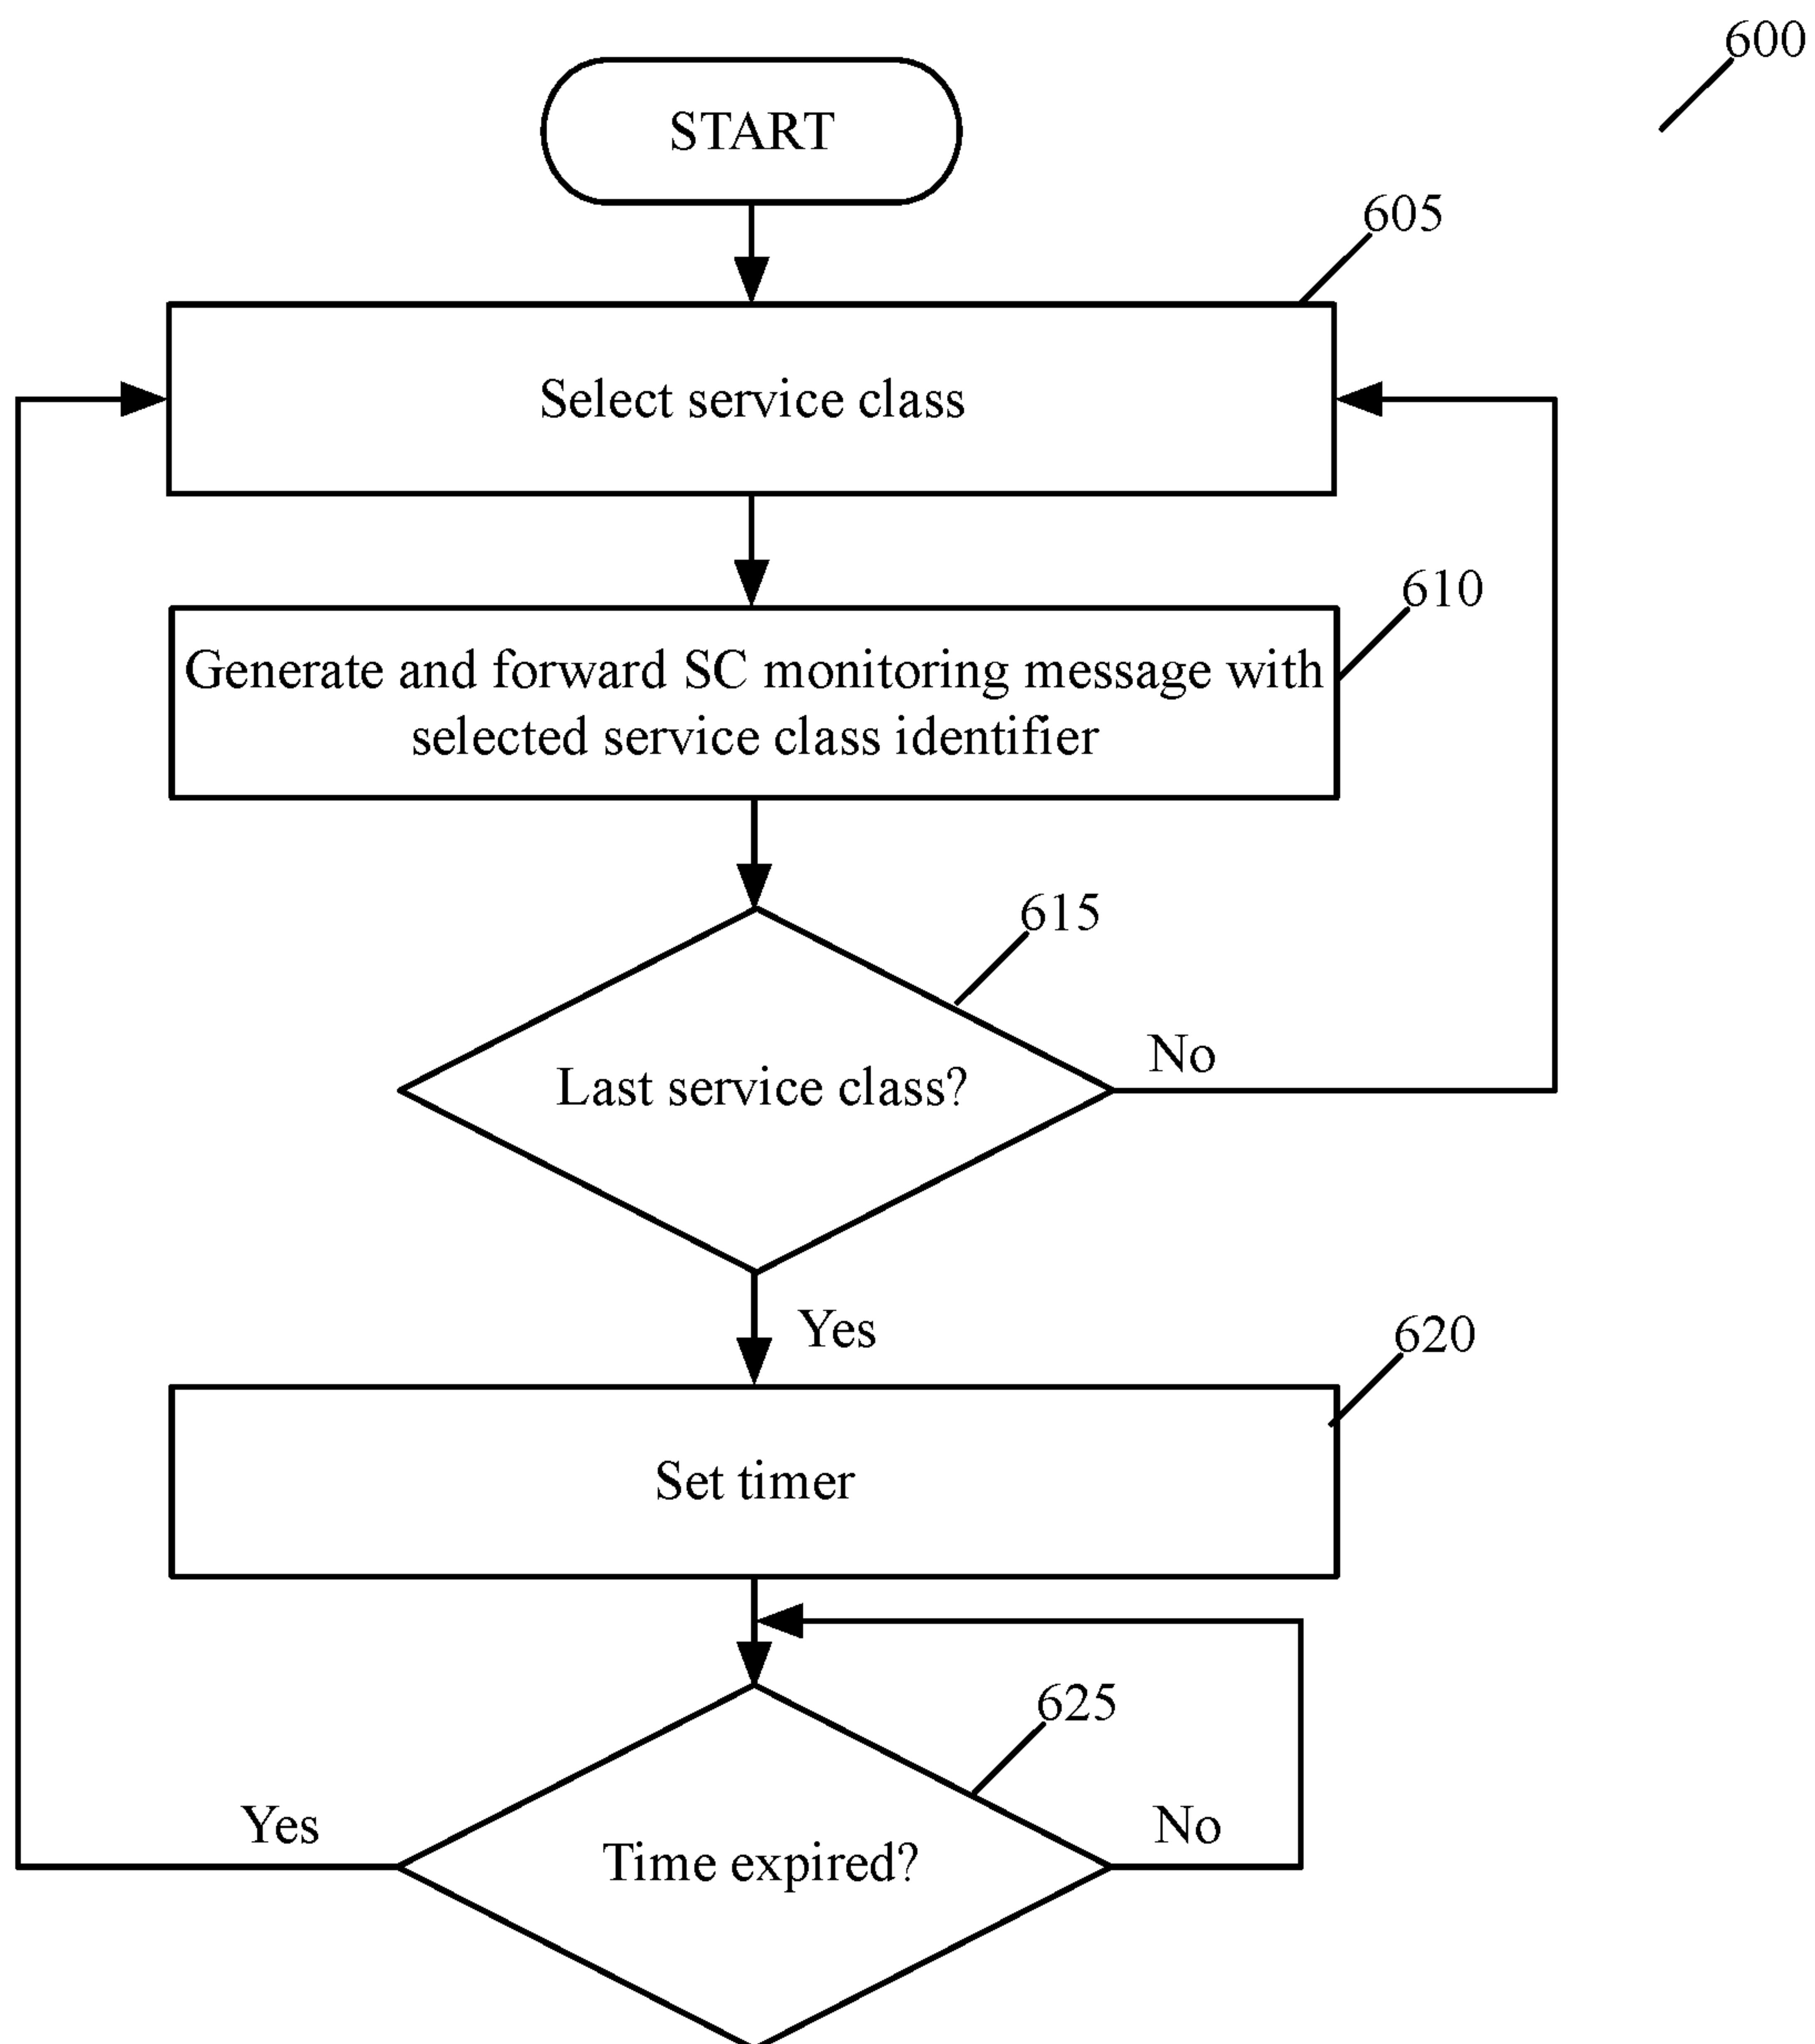 600
START
605
Select service class
610
Generate and forward SC monitoring message with
selected service class identifier
615
Last service class?
No
Yes
620
Set timer
625
Yes
Time expired?
No